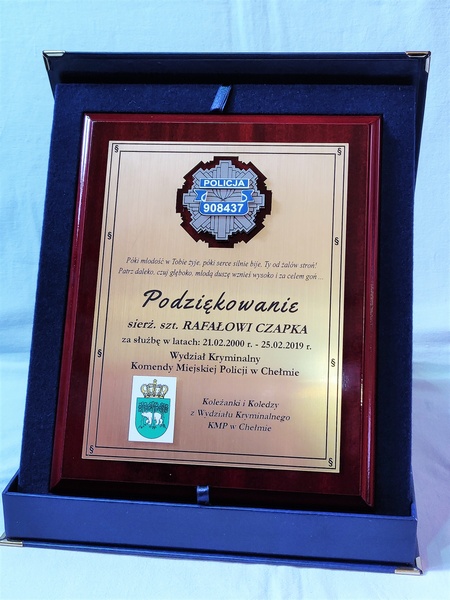 § §
POLICJA
908437
§ §
Póki młodość w Tobie żyje, póki serce silnie bije, Ty od żalów stroń!
Patrz daleko, czuj głęboko, młodą duszę wznieś wysoko i za celem goń...
Podziękowanie
sierż. szt. RAFAŁOWI CZAPKA
za służbę w latach: 21.02.2000 r. - 25.02.2019 r.
Wydział Kryminalny
Komendy Miejskiej Policji w Chełmie
§ §
Koleżanki i Koledzy
z Wydziału Kryminalnego
KMP w Chełmie
§ §